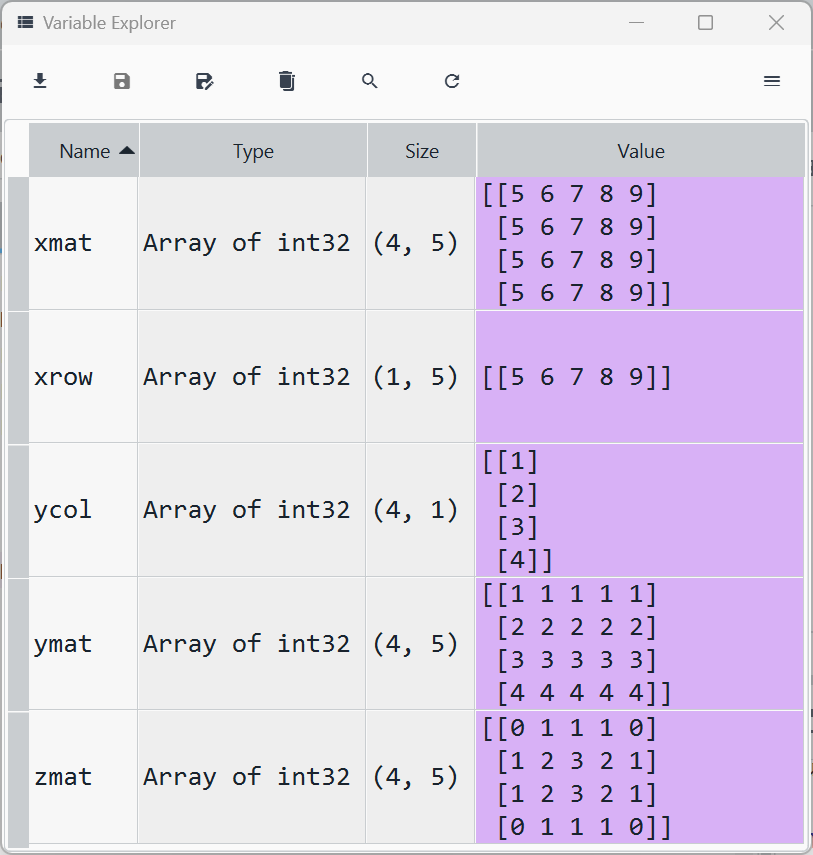 Variable Explorer
Name Type Size Value
xmat Array of int32 (4, 5) [[5 6 7 8 9]
[5 6 7 8 9]
[5 6 7 8 9]
[5 6 7 8 9]]
xrow Array of int32 (1, 5) [[5 6 7 8 9]]
ycol Array of int32 (4, 1) [[1]
[2]
[3]
[4]]
ymat Array of int32 (4, 5) [[1 1 1 1 1]
[2 2 2 2 2]
[3 3 3 3 3]
[4 4 4 4 4]]
zmat Array of int32 (4, 5) [[0 1 1 1 0]
[1 2 3 2 1]
[1 2 3 2 1]
[0 1 1 1 0]]